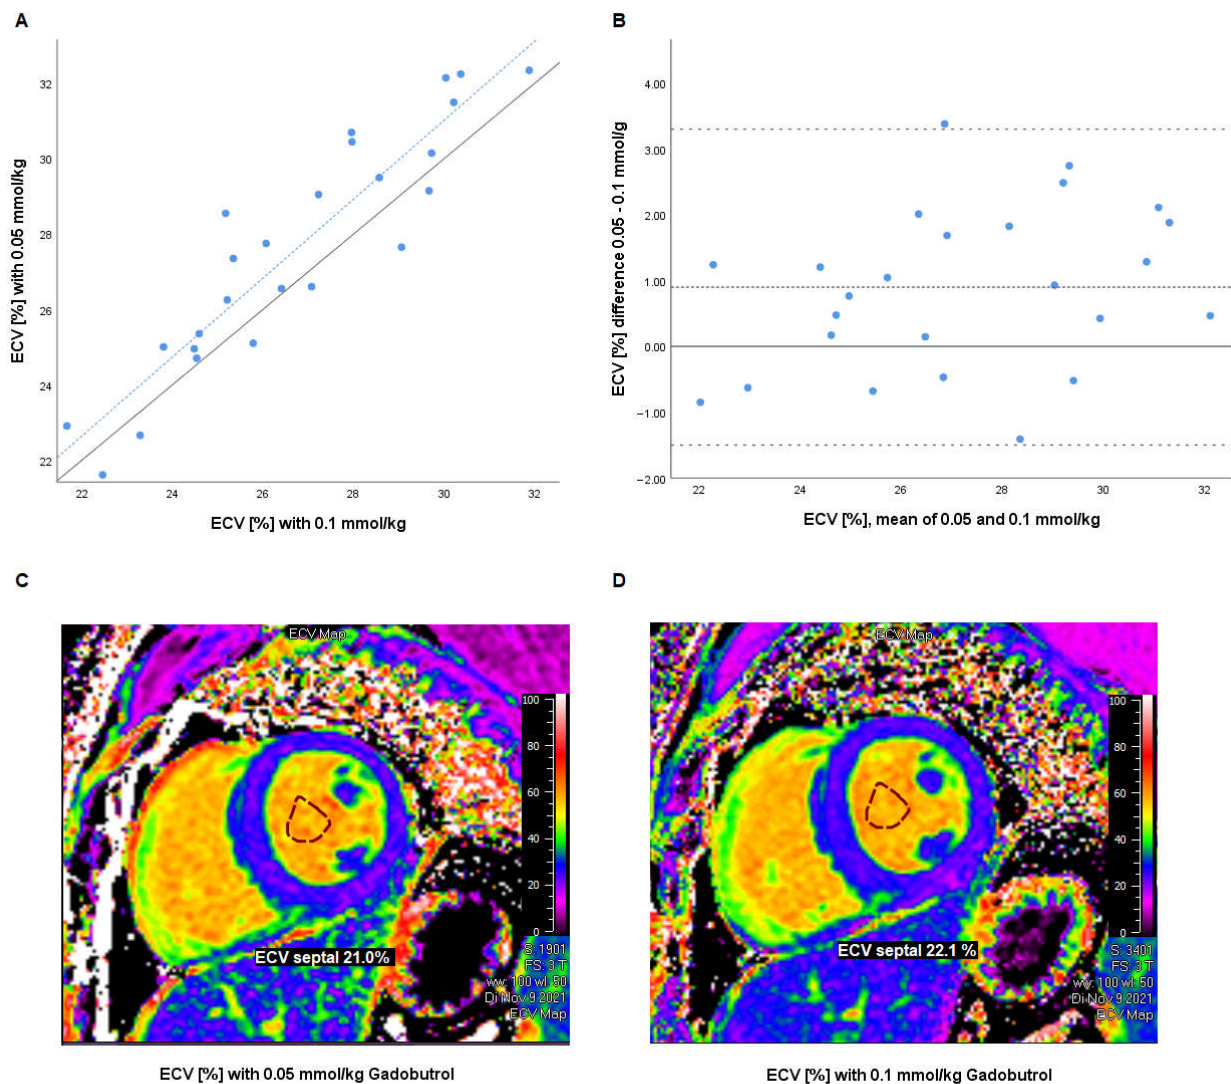 A
B
ECV [%] with 0.05 mmol/kg
32
30
28
26
24
22
22 24 26 28 30 32
ECV [%] with 0.1 mmol/kg
ECV [%] difference 0.05 - 0.1 mmol/g
4.00
3.00
2.00
1.00
0.00
−1.00
−2.00
22 24 26 28 30 32
ECV [%], mean of 0.05 and 0.1 mmol/kg
C
D
ECV Map
100
80
60
40
20
0
ECV septal 21.0%
S: 1901
FS: 3 T
ww: 100 wl: 50
Di Nov 9 2021
ECV Map
ECV [%] with 0.05 mmol/kg Gadobutrol
ECV Map
100
80
60
40
20
0
ECV septal 22.1 %
S: 3401
FS: 3 T
ww: 100 wl: 50
Di Nov 9 2021
ECV Map
ECV [%] with 0.1 mmol/kg Gadobutrol